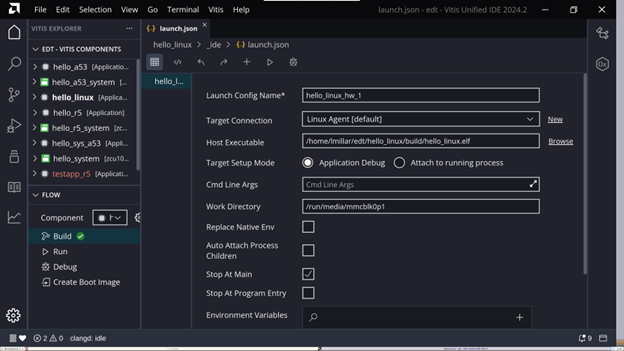 File Edit Selection View Go Terminal Vitis Help
launch.json - edt - Vitis Unified IDE 2024.2
VITIS EXPLORER ...
{..} launch.json
hello_linux > _ide > {..} launch.json
EDT - VITIS COMPONENTS
hello_a53 [Applicatio...
hello_a53_system [...
hello_linux [Applica...
hello_r5 [Application]
hello_r5_system [zc...
hello_sys_a53 [Appli...
hello_system [zcu10...
testapp_r5 [Applicati...
FLOW
Component
Build
Run
Debug
Create Boot Image
hello_l...
Launch Config Name* hello_linux_hw_1
Target Connection Linux Agent [default] New
Host Executable /home/lmillar/edt/hello_linux/build/hello_linux.elf Browse
Target Setup Mode Application Debug Attach to running process
Cmd Line Args Cmd Line Args
Work Directory /run/media/mmcblk0p1
Replace Native Env
Auto Attach Process
Children
Stop At Main
Stop At Program Entry
Environment Variables
2 0 clangd: idle 9